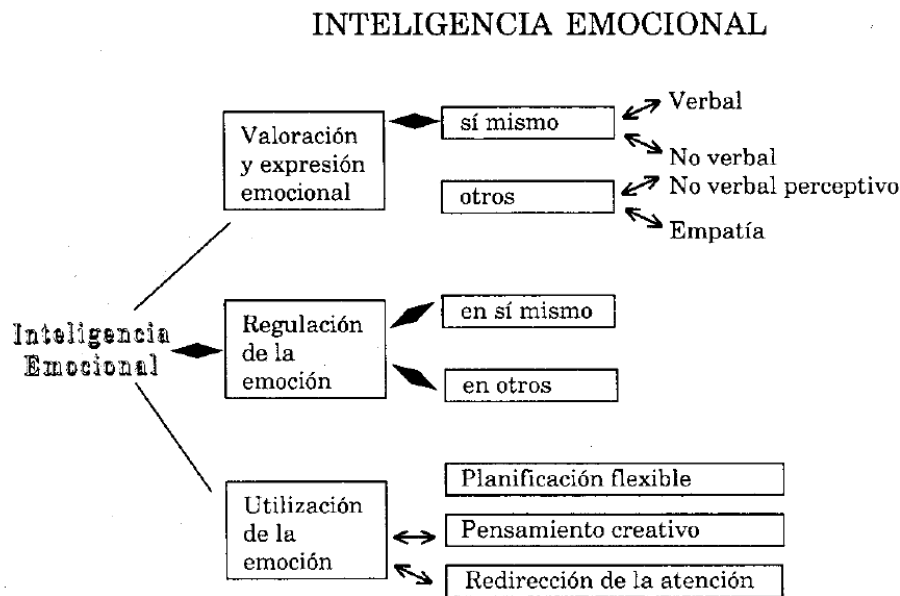 INTELIGENCIA EMOCIONAL
Valoración
y expresión
emocional
sí mismo
Verbal
No verbal
otros
No verbal perceptivo
Empatía
Inteligencia
Emocional
Regulación
de la
emoción
en sí mismo
en otros
Utilización
de la
emoción
Planificación flexible
Pensamiento creativo
Redirección de la atención